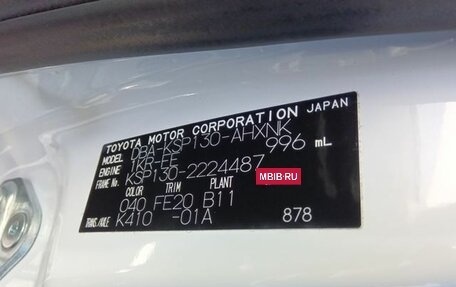 TOYOTA MOTOR CORPORATION JAPAN
MODEL DBA-KSP130-AHXNK
ENGINE 1KR-FE 996 mL
FRAME No. KSP130-2224487
COLOR TRIM PLANT
040 FE20 B11
TRANS./AXLE K410 -01A 878
MBIB.RU